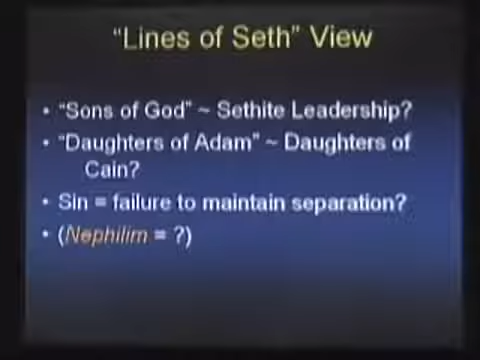 “Lines of Seth” View
• “Sons of God” ~ Sethite Leadership?
• “Daughters of Adam” ~ Daughters of
Cain?
• Sin = failure to maintain separation?
• (Nephilim = ?)